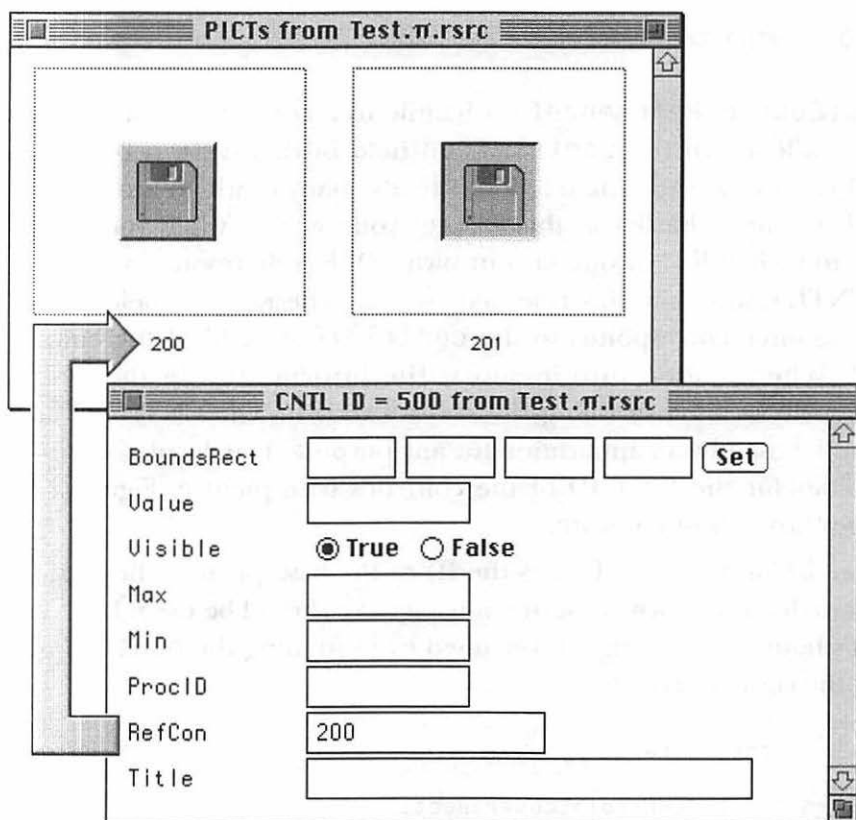 PICTs from Test.π.rsrc
200 201
CNTL ID = 500 from Test.π.rsrc
BoundsRect Set
Value
Visible True False
Max
Min
ProcID
RefCon 200
Title